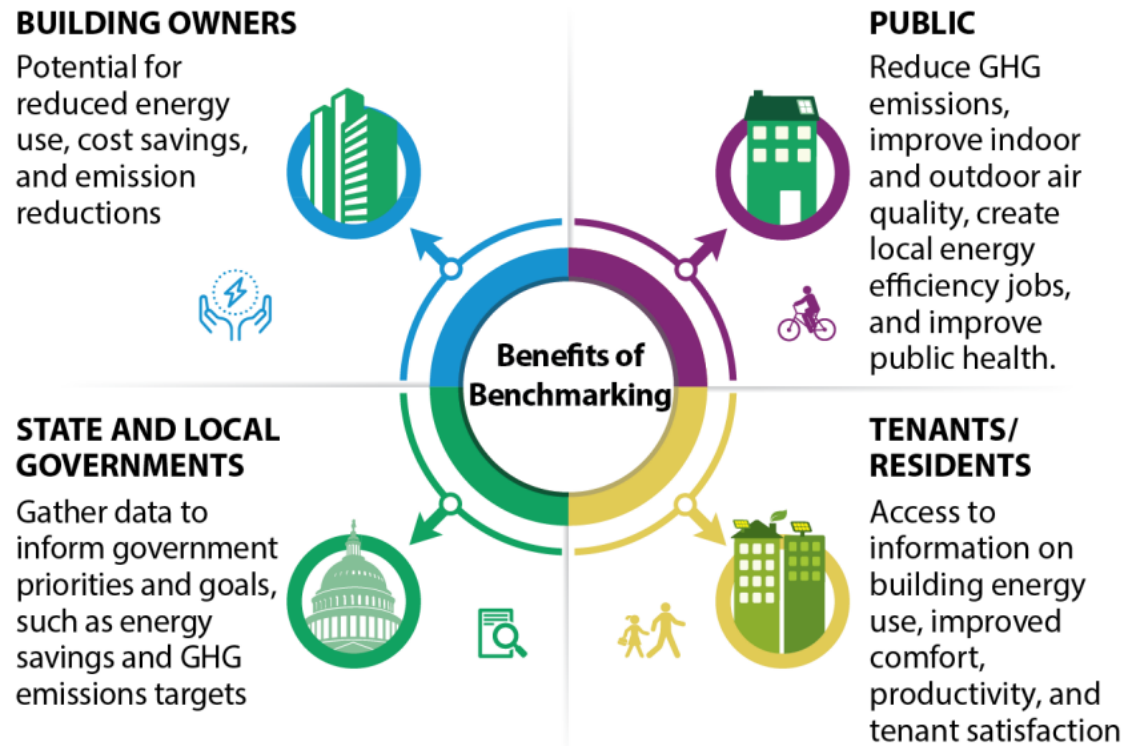 BUILDING OWNERS
Potential for
reduced energy
use, cost savings,
and emission
reductions
PUBLIC
Reduce GHG
emissions,
improve indoor
and outdoor air
quality, create
local energy
efficiency jobs,
and improve
public health.
Benefits of
Benchmarking
STATE AND LOCAL
GOVERNMENTS
Gather data to
inform government
priorities and goals,
such as energy
savings and GHG
emissions targets
TENANTS/
RESIDENTS
Access to
information on
building energy
use, improved
comfort,
productivity, and
tenant satisfaction